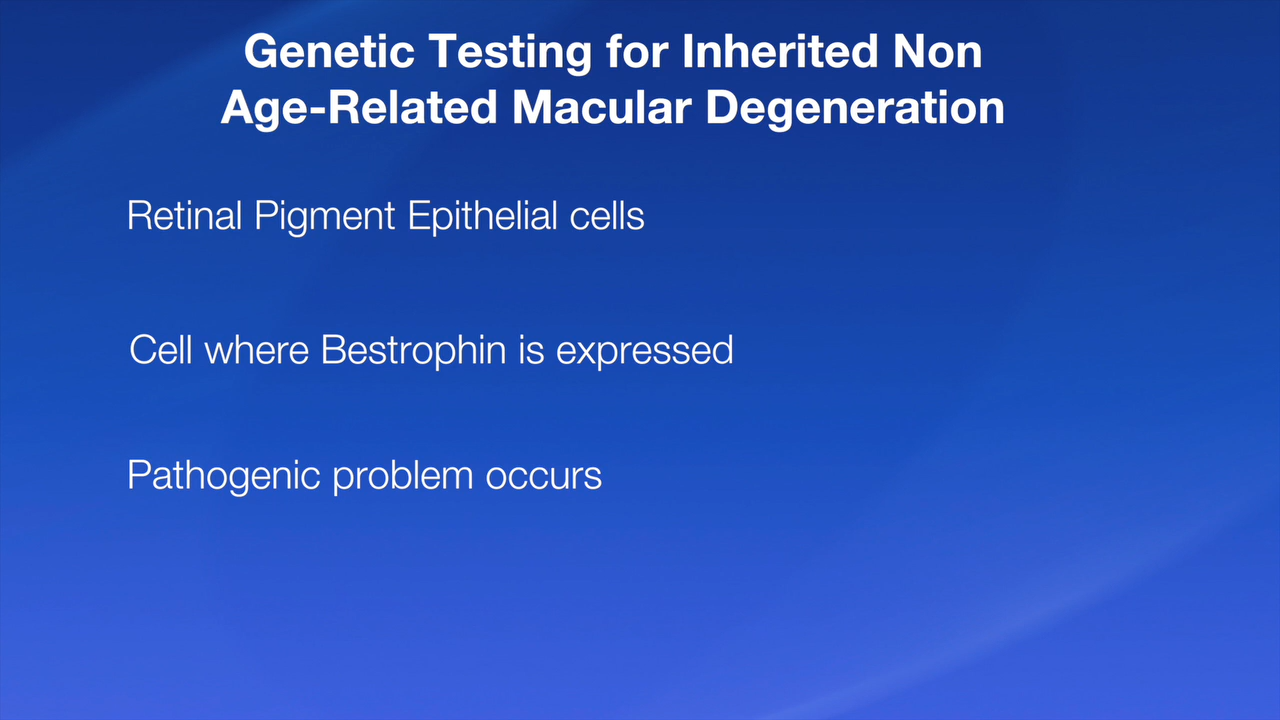 Genetic Testing for Inherited Non
Age-Related Macular Degeneration
Retinal Pigment Epithelial cells
Cell where Bestrophin is expressed
Pathogenic problem occurs